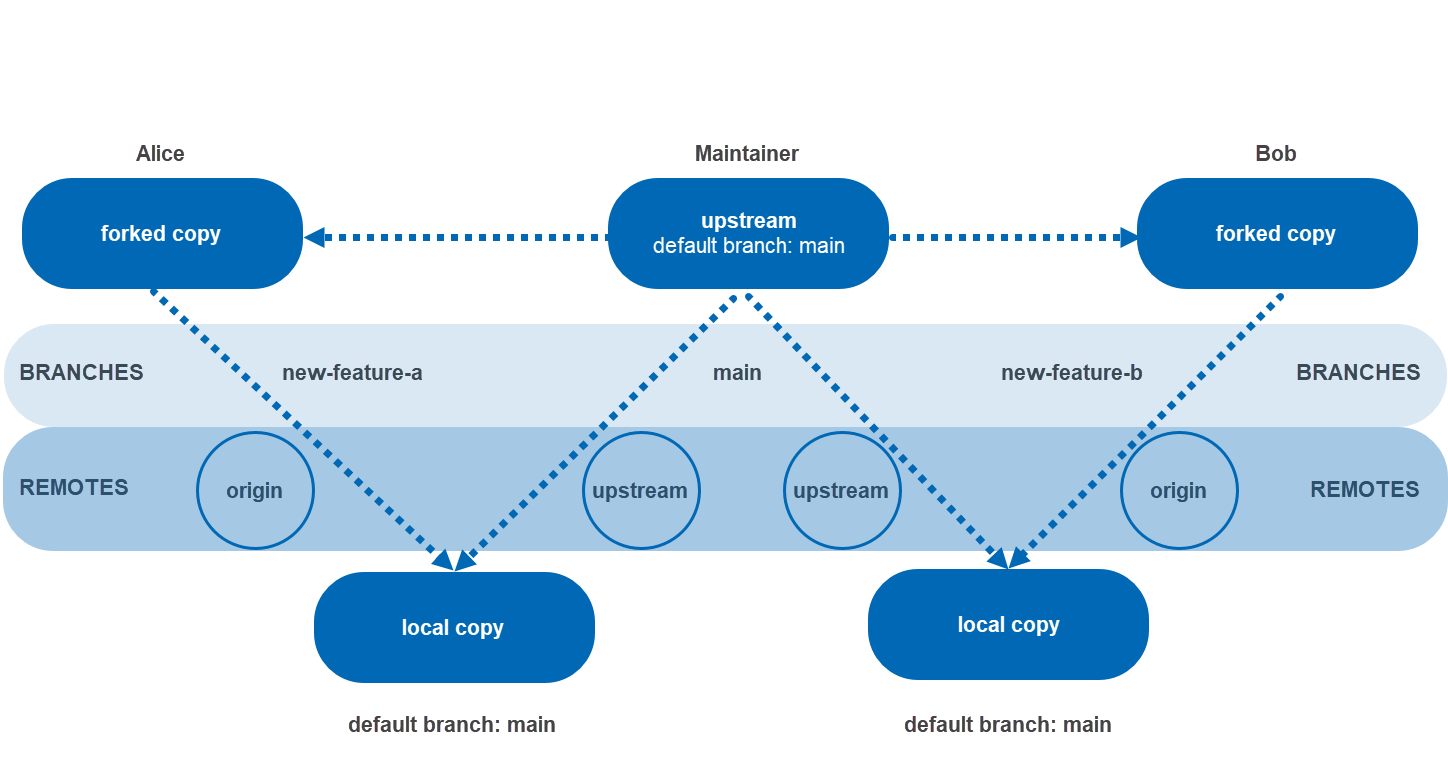 Alice
Maintainer
Bob
forked copy
upstream
default branch: main
forked copy
BRANCHES
new-feature-a
main
new-feature-b
BRANCHES
REMOTES
origin
upstream
upstream
origin
REMOTES
local copy
local copy
default branch: main
default branch: main